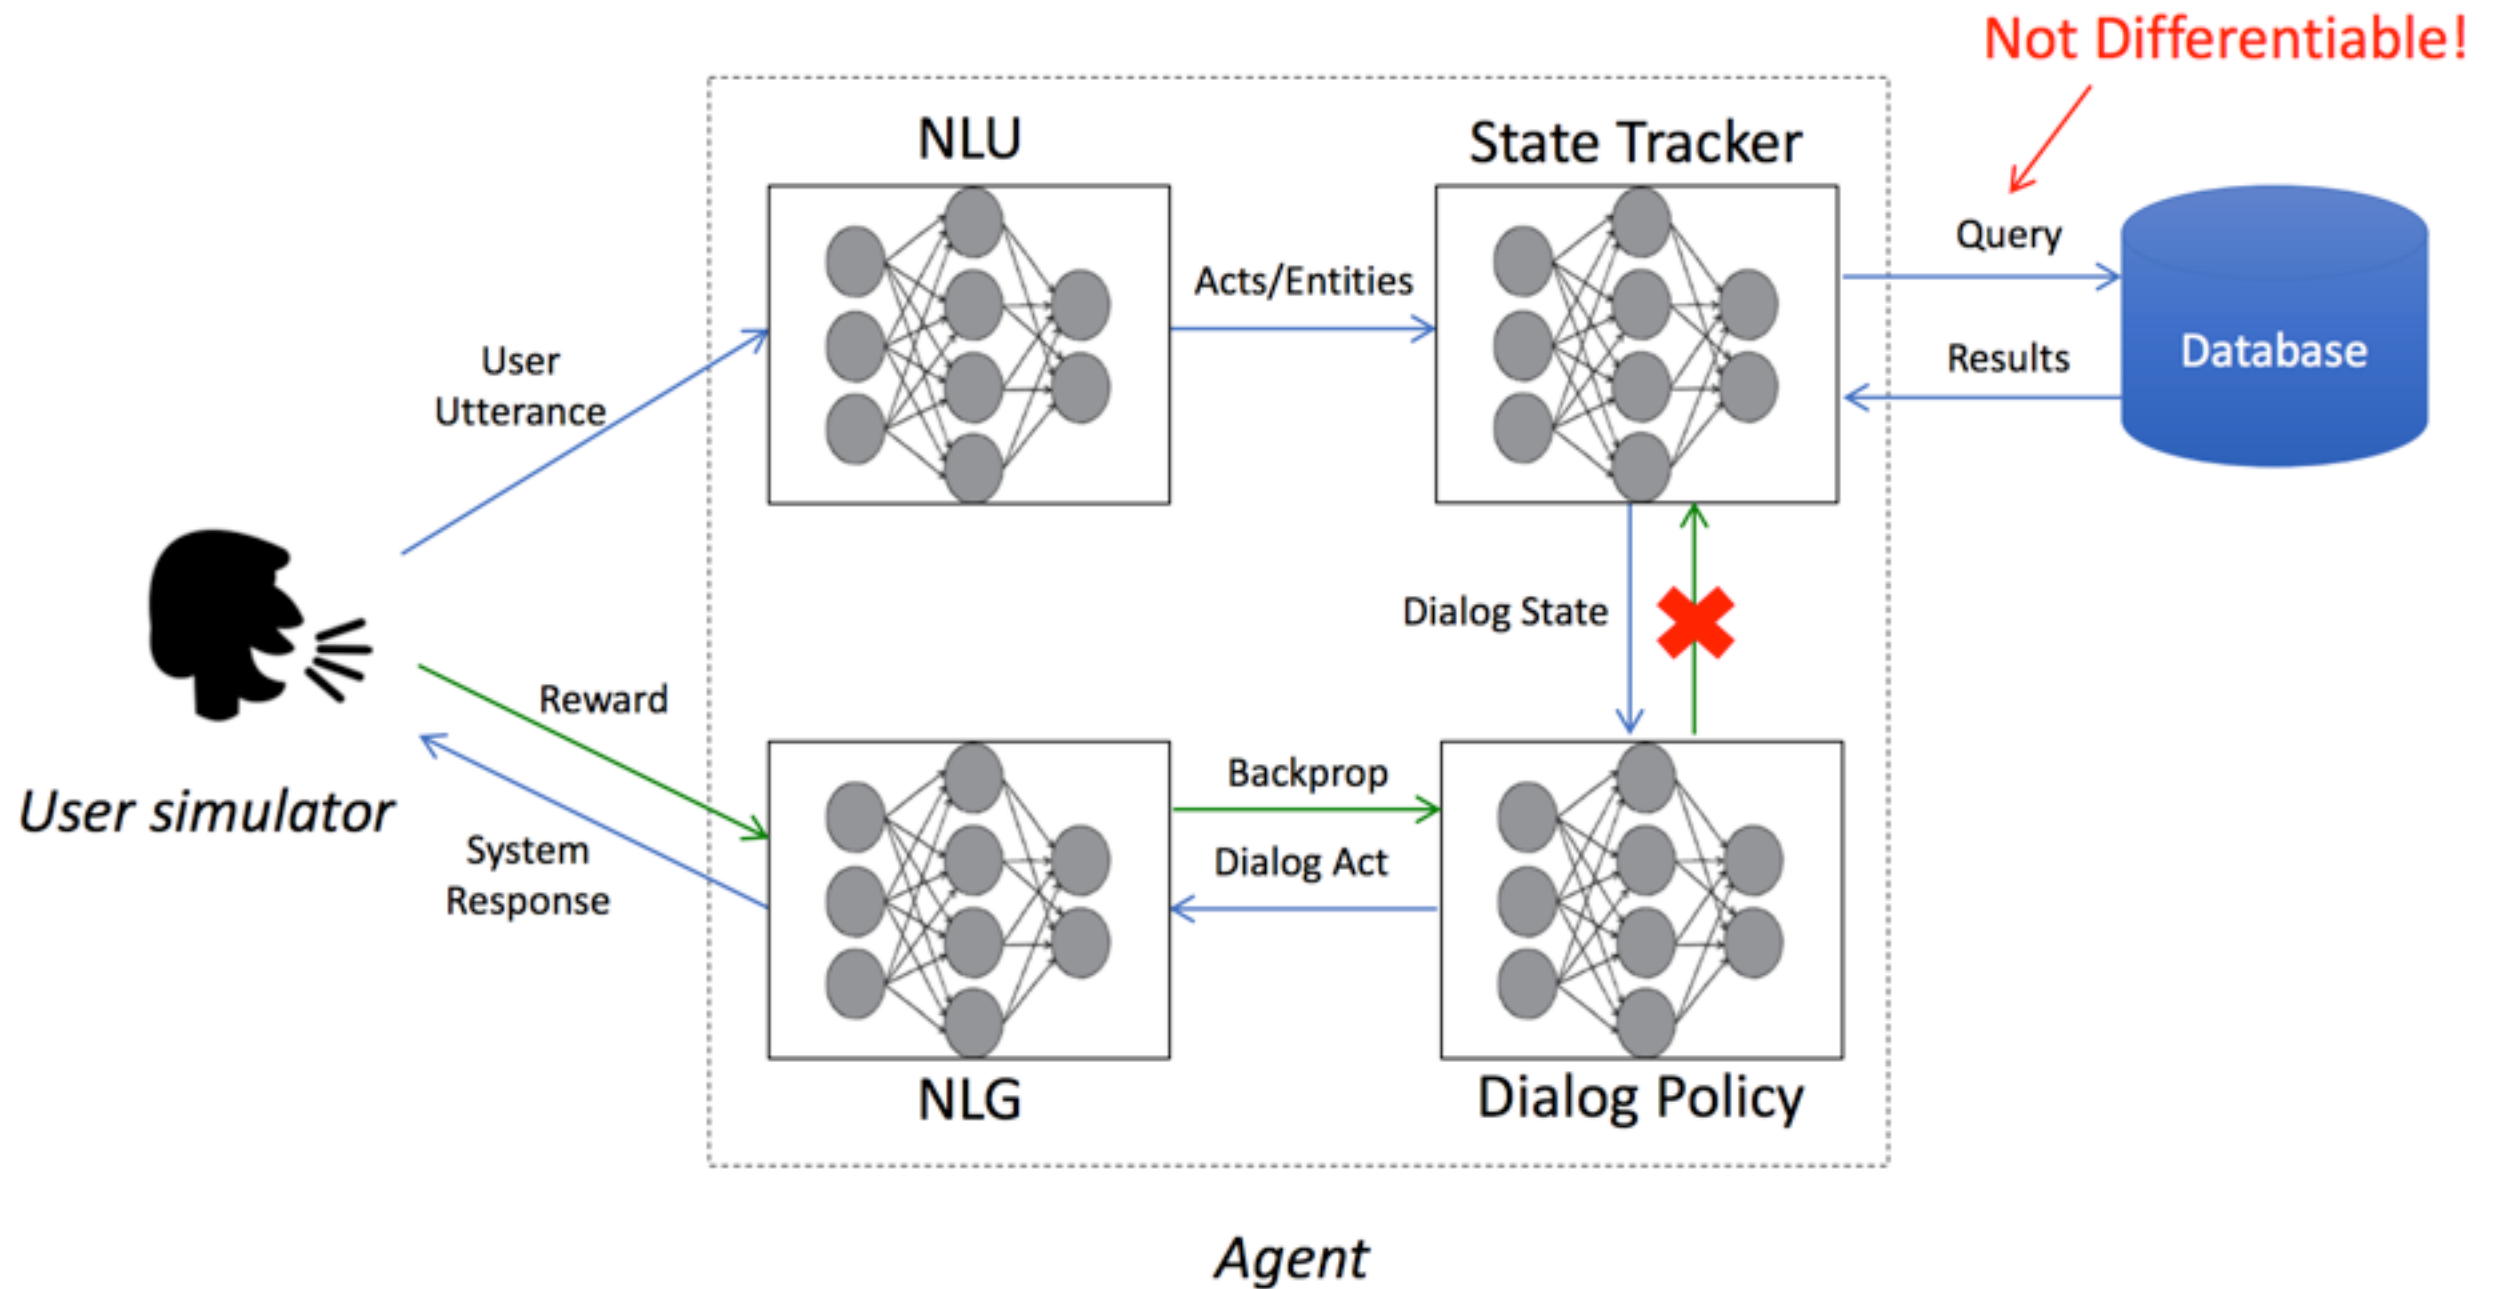 Not Differentiable!
NLU
State Tracker
Query
Acts/Entities
Database
Results
User
Utterance
Dialog State
Reward
User simulator
Backprop
System
Response
Dialog Act
NLG
Dialog Policy
Agent